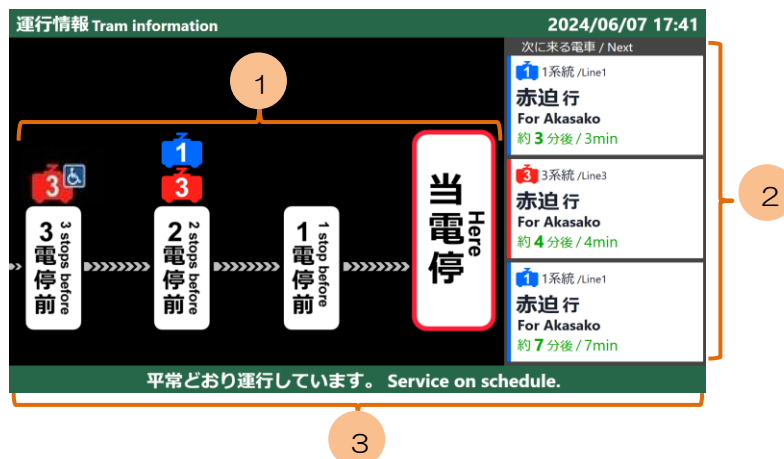 運行情報 Tram information
2024/06/07 17:41
1
1
3
3
3電停前
3 stops before
2電停前
2 stops before
1電停前
1 stop before
当電停
Here
次に来る電車 / Next
1 1系統 /Line1
赤迫 行
For Akasako
約 3 分後 / 3min
3 3系統 /Line3
赤迫 行
For Akasako
約 4 分後 / 4min
1 1系統 /Line1
赤迫 行
For Akasako
約 7 分後 / 7min
2
平常どおり運行しています。 Service on schedule.
3